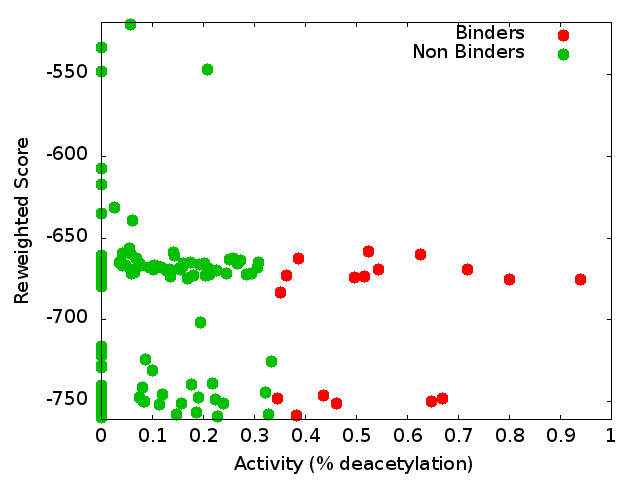 Binders
Non Binders
-550
-600
-650
-700
-750
Reweighted Score
0 0.1 0.2 0.3 0.4 0.5 0.6 0.7 0.8 0.9 1
Activity (% deacetylation)